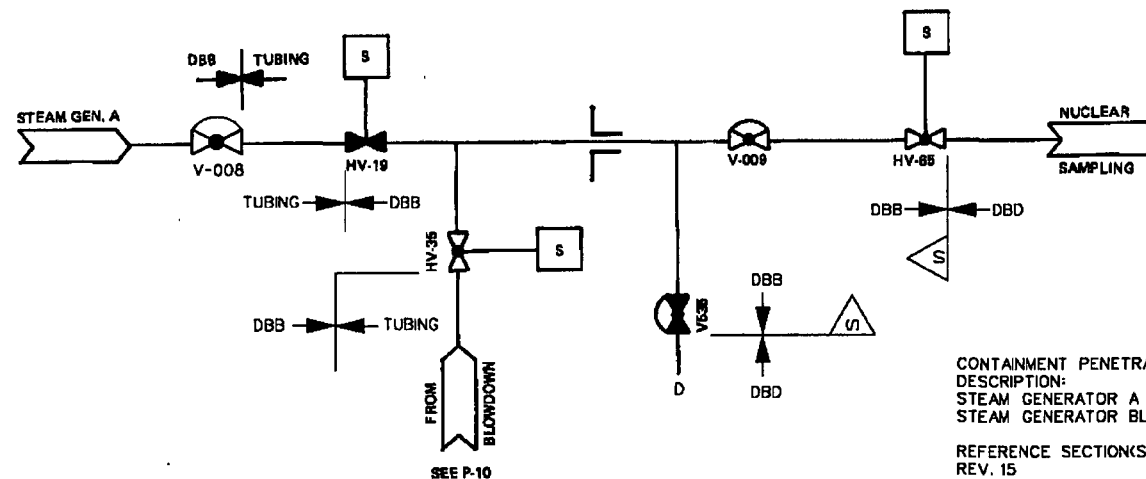 S
S
DBB
TUBING
STEAM GEN. A
NUCLEAR
V-008
HV-19
V-009
HV-65
SAMPLING
TUBING
DBB
DBB
DBD
HV-35
S
S
DBB
TUBING
V535
DBB
S
FROM
BLOWDOWN
D
DBD
SEE P-10
CONTAINMENT PENETRA
DESCRIPTION:
STEAM GENERATOR A
STEAM GENERATOR BL
REFERENCE SECTION(S
REV. 15